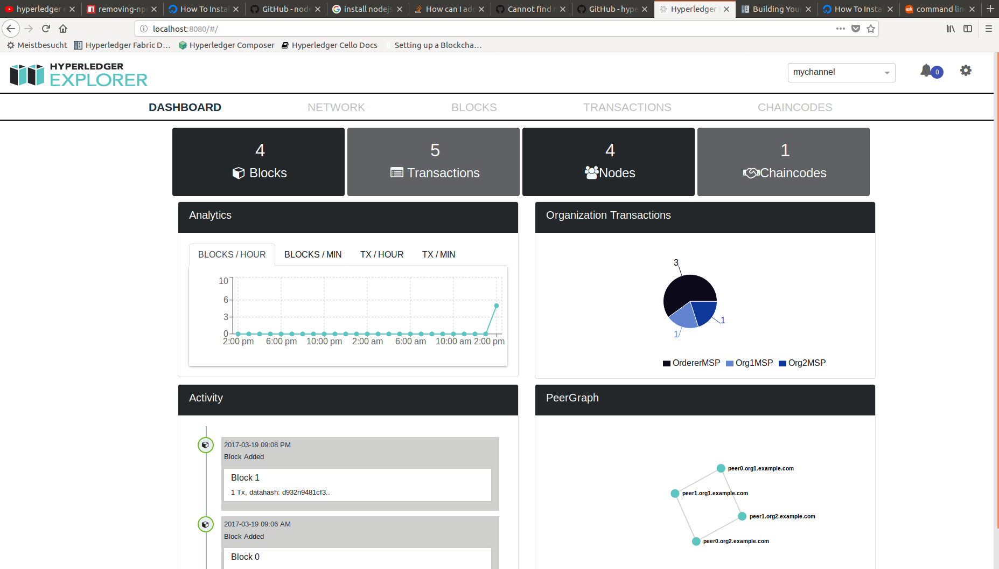 hyperledger e
removing-np
How To Insta
GitHub - node
install nodejs
How can I add
Cannot find m
GitHub - hype
Hyperledger E
Building Your
How To Insta
command line
localhost:8080/#/
Meistbesucht
Hyperledger Fabric D…
Hyperledger Composer
Hyperledger Cello Docs
Setting up a Blockcha…
HYPERLEDGER
EXPLORER
mychannel
0
DASHBOARD
NETWORK
BLOCKS
TRANSACTIONS
CHAINCODES
4
Blocks
5
Transactions
4
Nodes
1
Chaincodes
Analytics
BLOCKS / HOUR
BLOCKS / MIN
TX / HOUR
TX / MIN
10
6
3
0
2:00 pm
6:00 pm
10:00 pm
2:00 am
6:00 am
10:00 am
2:00 pm
Organization Transactions
3
1
1
OrdererMSP
Org1MSP
Org2MSP
Activity
2017-03-19 09:08 PM
Block Added
Block 1
1 Tx, datahash: d932n9481cf3..
2017-03-19 09:06 AM
Block Added
Block 0
PeerGraph
peer0.org1.example.com
peer1.org1.example.com
peer1.org2.example.com
peer0.org2.example.com